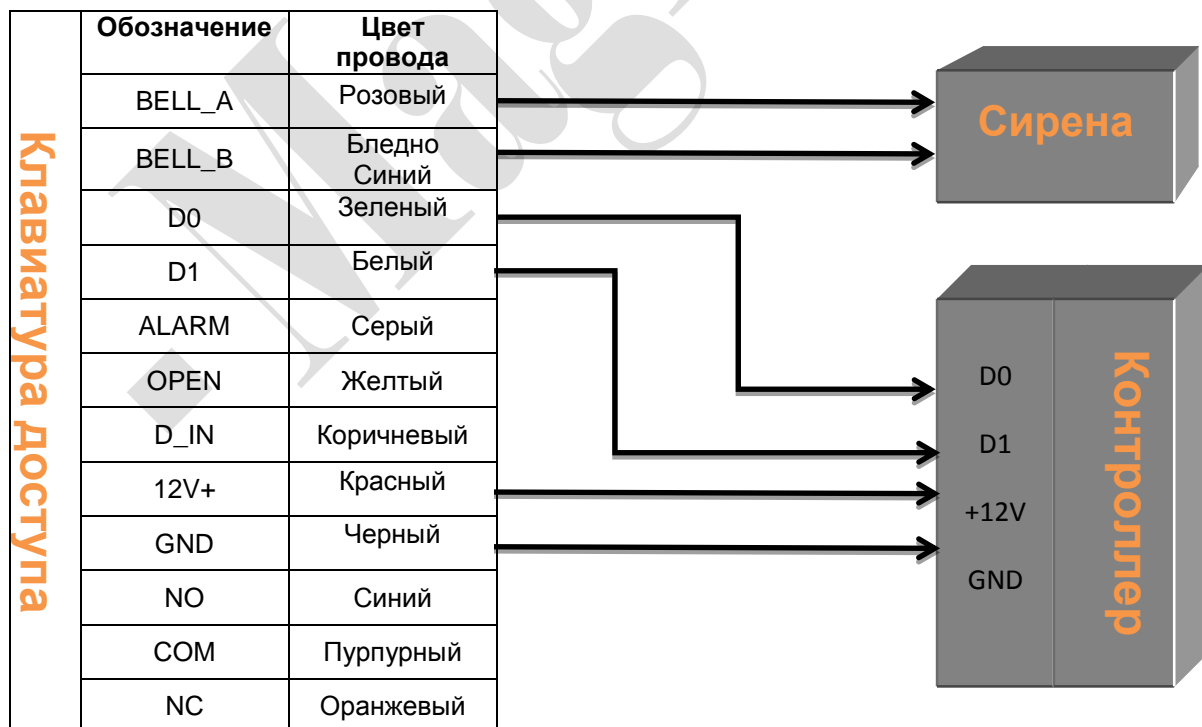 Клавиатура доступа
Обозначение Цвет
провода
BELL_A Розовый
BELL_B Бледно
Синий
D0 Зеленый
D1 Белый
ALARM Серый
OPEN Желтый
D_IN Коричневый
12V+ Красный
GND Черный
NO Синий
COM Пурпурный
NC Оранжевый
Сирена
D0
D1
+12V
GND
Контроллер